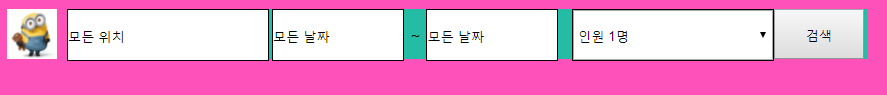 모든 위치 모든 날짜 ~ 모든 날짜 인원 1명 검색